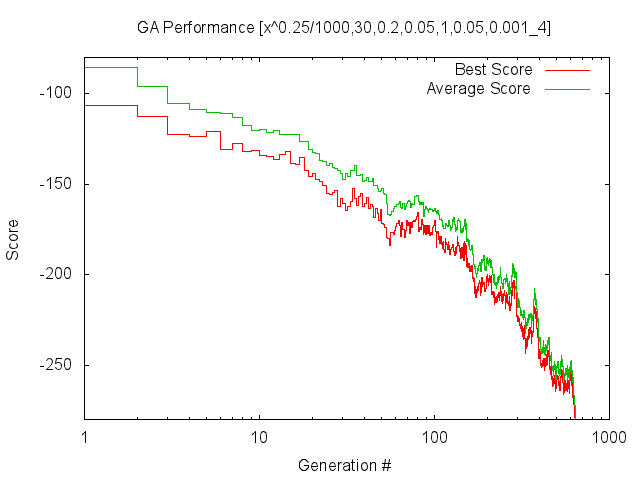 GA Performance [x^0.25/1000,30,0.2,0.05,1,0.05,0.001_4]
Best Score
Average Score
-100
-150
-200
-250
Score
1 10 100 1000
Generation #